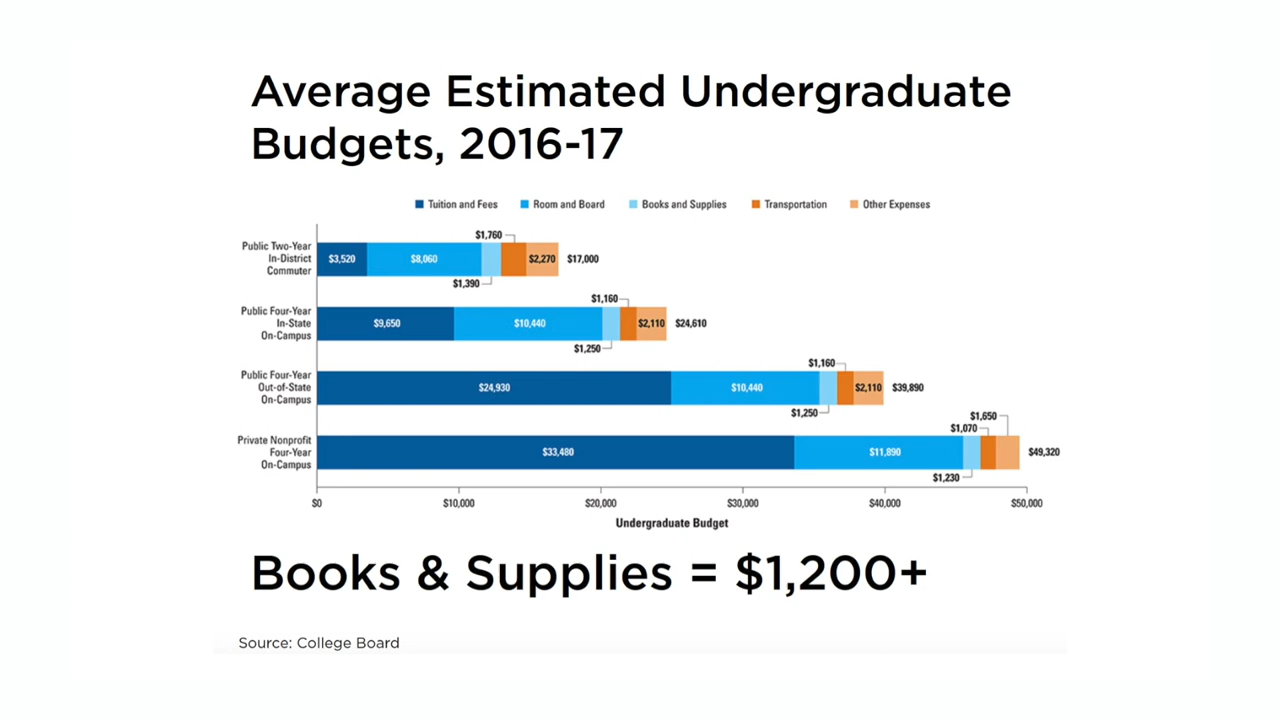 Average Estimated Undergraduate
Budgets, 2016-17
Tuition and Fees Room and Board Books and Supplies Transportation Other Expenses
Public Two-Year
In-District
Commuter
$3,520 $8,060 $1,390 $1,760 $2,270 $17,000
Public Four-Year
In-State
On-Campus
$9,650 $10,440 $1,250 $1,160 $2,110 $24,610
Public Four-Year
Out-of-State
On-Campus
$24,930 $10,440 $1,250 $1,160 $2,110 $39,890
Private Nonprofit
Four-Year
On-Campus
$33,480 $11,890 $1,230 $1,070 $1,650 $49,320
$0 $10,000 $20,000 $30,000 $40,000 $50,000
Undergraduate Budget
Books & Supplies = $1,200+
Source: College Board